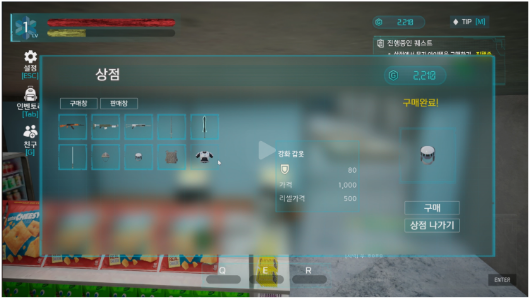 1
LV
2,218
TIP [M]
진행중인 퀘스트
설정
[ESC]
상점
2,218
인벤토리
[Tab]
구매창
판매창
구매완료!
친구
[G]
강화 갑옷
80
가격
1,000
리셀가격
500
구매
상점 나가기
Q
E
R
ENTER